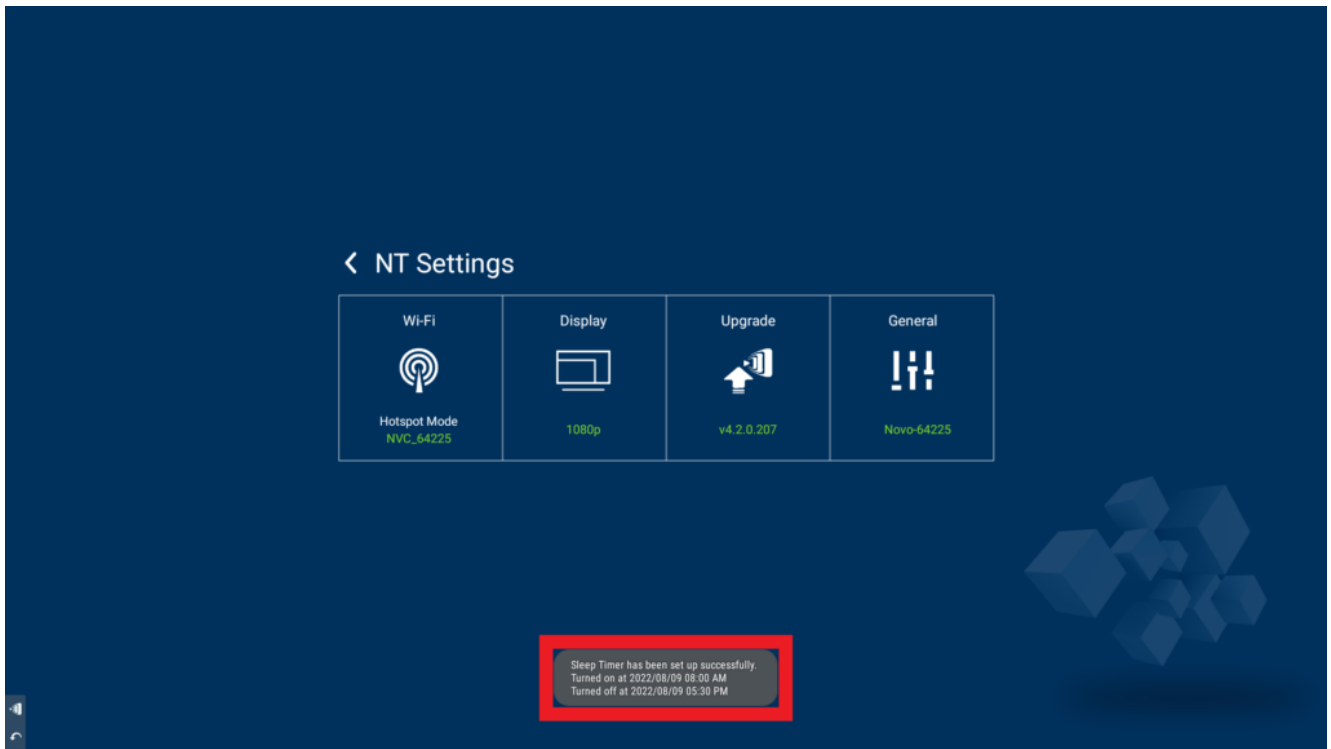 NT Settings
Wi-Fi
Hotspot Mode
NVC_64225
Display
1080p
Upgrade
v4.2.0.207
General
Novo-64225
Sleep Timer has been set up successfully.
Turned on at 2022/08/09 08:00 AM
Turned off at 2022/08/09 05:30 PM